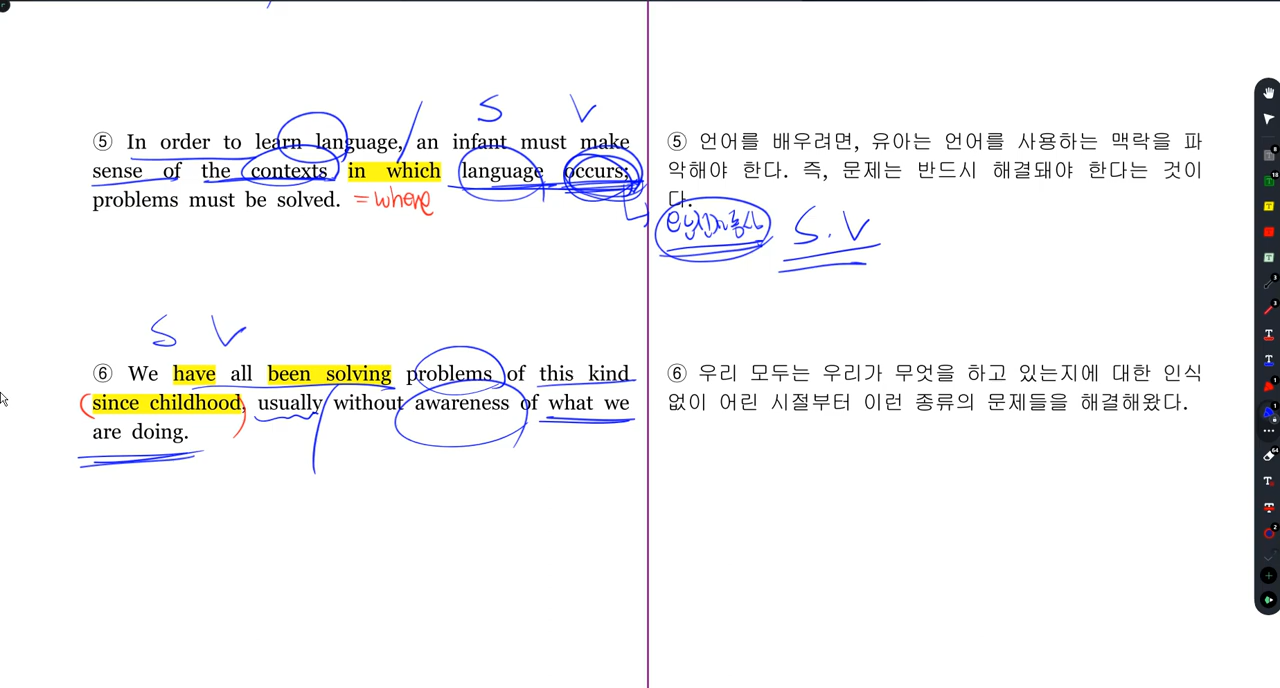 S V
⑤ In order to learn language, an infant must make
sense of the contexts in which language occurs;
problems must be solved. = where
⑤ 언어를 배우려면, 유아는 언어를 사용하는 맥락을 파
악해야 한다. 즉, 문제는 반드시 해결돼야 한다는 것이
다.
S. V
S V
⑥ We have all been solving problems of this kind
since childhood, usually without awareness of what we
are doing.
⑥ 우리 모두는 우리가 무엇을 하고 있는지에 대한 인식
없이 어린 시절부터 이런 종류의 문제들을 해결해왔다.